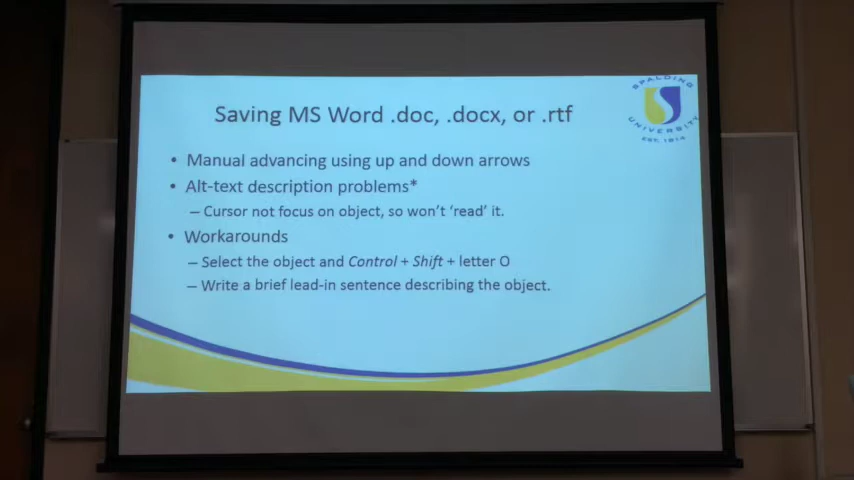 SPALDING
UNIVERSITY
EST. 1814
Saving MS Word .doc, .docx, or .rtf
• Manual advancing using up and down arrows
• Alt-text description problems*
– Cursor not focus on object, so won't 'read' it.
• Workarounds
– Select the object and Control + Shift + letter O
– Write a brief lead-in sentence describing the object.